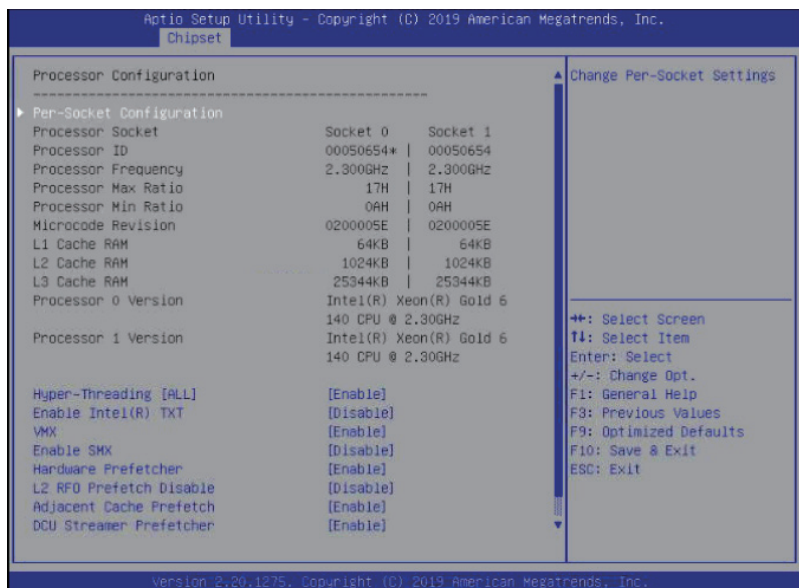 Aptio Setup Utility - Copyright (C) 2019 American Megatrends, Inc.
Chipset
Processor Configuration
--------------------------------------------------
Per-Socket Configuration
Processor Socket Socket 0 Socket 1
Processor ID 00050654* | 00050654
Processor Frequency 2.300GHz | 2.300GHz
Processor Max Ratio 17H | 17H
Processor Min Ratio 0AH | 0AH
Microcode Revision 0200005E | 0200005E
L1 Cache RAM 64KB | 64KB
L2 Cache RAM 1024KB | 1024KB
L3 Cache RAM 25344KB | 25344KB
Processor 0 Version Intel(R) Xeon(R) Gold 6
140 CPU @ 2.30GHz
Processor 1 Version Intel(R) Xeon(R) Gold 6
140 CPU @ 2.30GHz
Hyper-Threading [ALL] [Enable]
Enable Intel(R) TXT [Disable]
VMX [Enable]
Enable SMX [Disable]
Hardware Prefetcher [Enable]
L2 RFO Prefetch Disable [Disable]
Adjacent Cache Prefetch [Enable]
DCU Streamer Prefetcher [Enable]
Change Per-Socket Settings
→←: Select Screen
↑↓: Select Item
Enter: Select
+/-: Change Opt.
F1: General Help
F3: Previous Values
F9: Optimized Defaults
F10: Save & Exit
ESC: Exit
Version 2.20.1275. Copyright (C) 2019 American Megatrends, Inc.